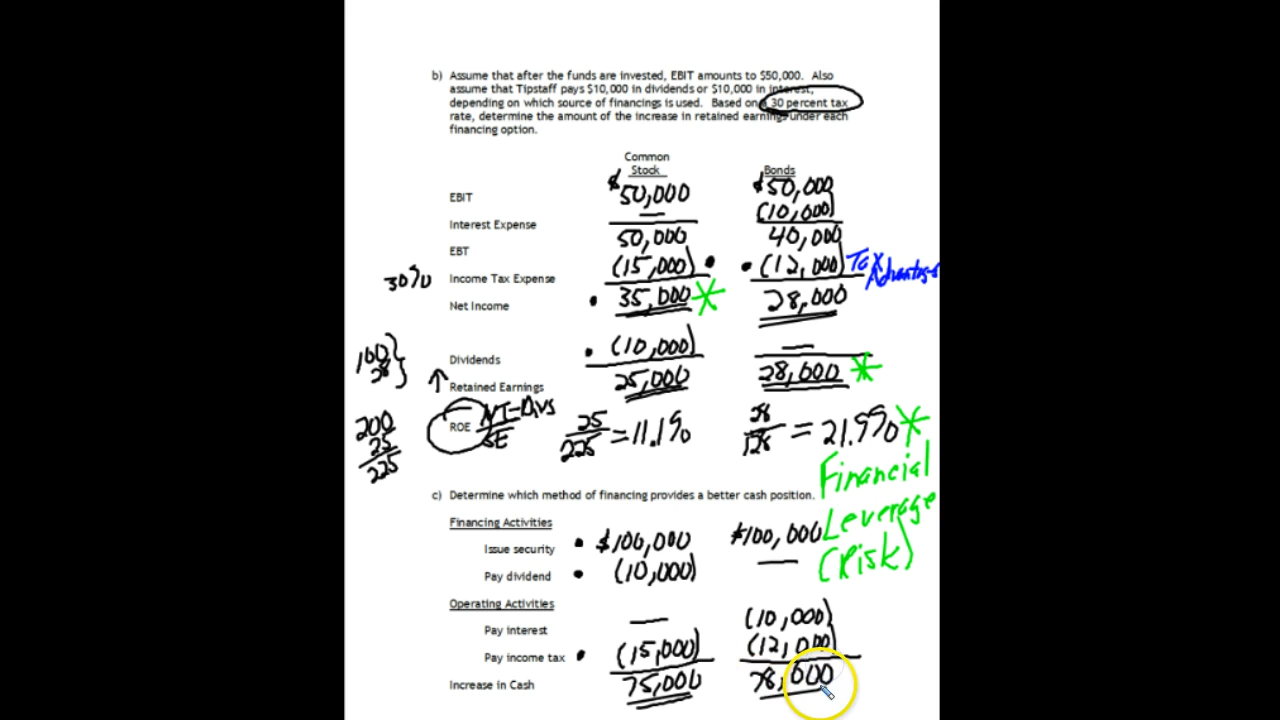 b) Assume that after the funds are invested, EBIT amounts to $50,000. Also
assume that Tipstaff pays $10,000 in dividends or $10,000 in interest,
depending on which source of financings is used. Based on a 30 percent tax
rate, determine the amount of the increase in retained earnings under each
financing option.
Common
Stock Bonds
EBIT $50,000 $50,000
Interest Expense — (10,000)
EBT 50,000 40,000
30% Income Tax Expense (15,000) (12,000) Tax Advantage
Net Income 35,000 28,000
100
28
Dividends (10,000) —
↑ Retained Earnings 25,000 28,000
200
25
225
ROE NI-DIVS
SE
25
225 = 11.1%
28
128 = 21.9%
Financial
Leverage
(Risk)
c) Determine which method of financing provides a better cash position.
Financing Activities
Issue security $100,000 $100,000
Pay dividend (10,000) —
Operating Activities
Pay interest — (10,000)
Pay income tax (15,000) (12,000)
Increase in Cash 75,000 78,000